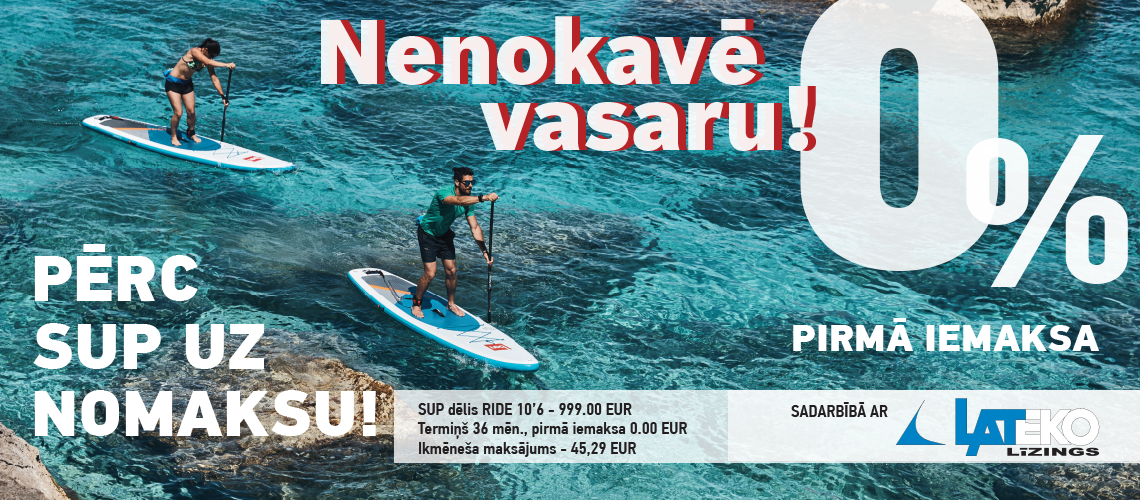 Nenokavē
vasaru!
0%
PIRMĀ IEMAKSA
PĒRC
SUP UZ
NOMAKSU!
SUP dēlis RIDE 10’6 - 999.00 EUR
Termiņš 36 mēn., pirmā iemaksa 0.00 EUR
Ikmēneša maksājums - 45,29 EUR
SADARBĪBĀ AR
LATEKO
LĪZINGS